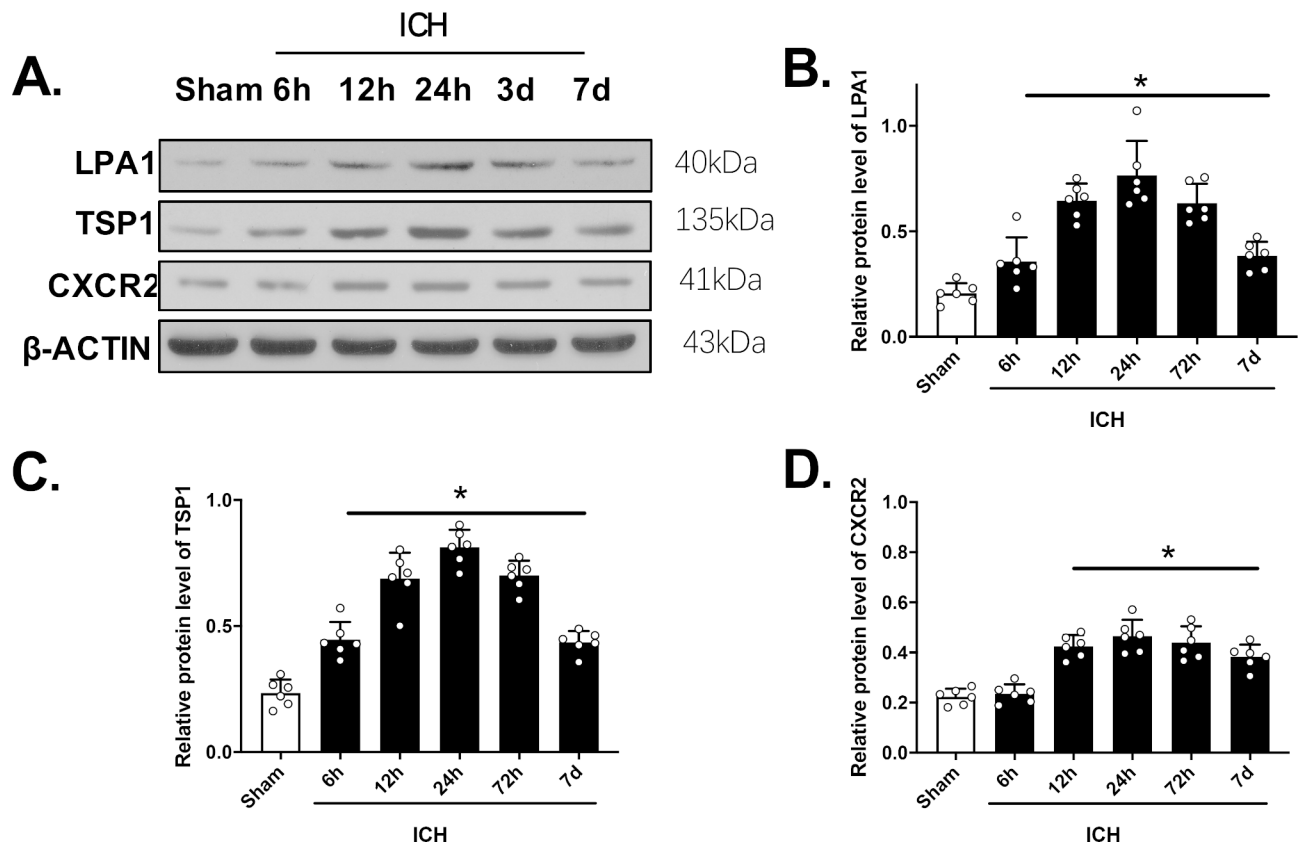 A.
ICH
Sham 6h 12h 24h 3d 7d
LPA1 40kDa
TSP1 135kDa
CXCR2 41kDa
β-ACTIN 43kDa
B.
Relative protein level of LPA1
*
1.0
0.5
0.0
Sham 6h 12h 24h 72h 7d
ICH
C.
Relative protein level of TSP1
*
1.0
0.5
0.0
Sham 6h 12h 24h 72h 7d
ICH
D.
Relative protein level of CXCR2
*
1.0
0.8
0.6
0.4
0.2
0.0
Sham 6h 12h 24h 72h 7d
ICH